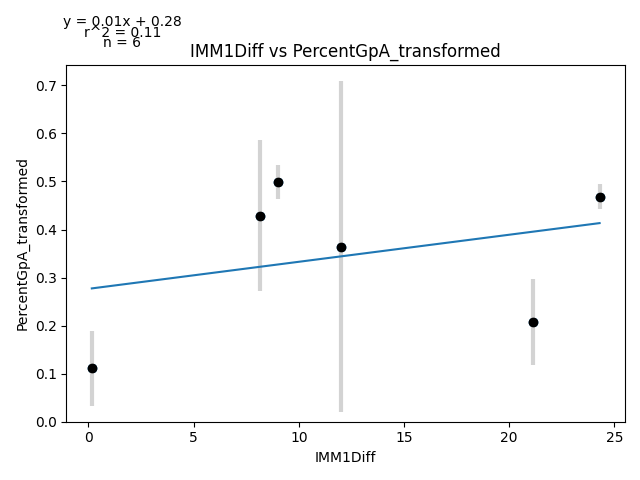 y = 0.01x + 0.28
r^2 = 0.11
n = 6
IMM1Diff vs PercentGpA_transformed
PercentGpA_transformed
0.7
0.6
0.5
0.4
0.3
0.2
0.1
0.0
0 5 10 15 20 25
IMM1Diff